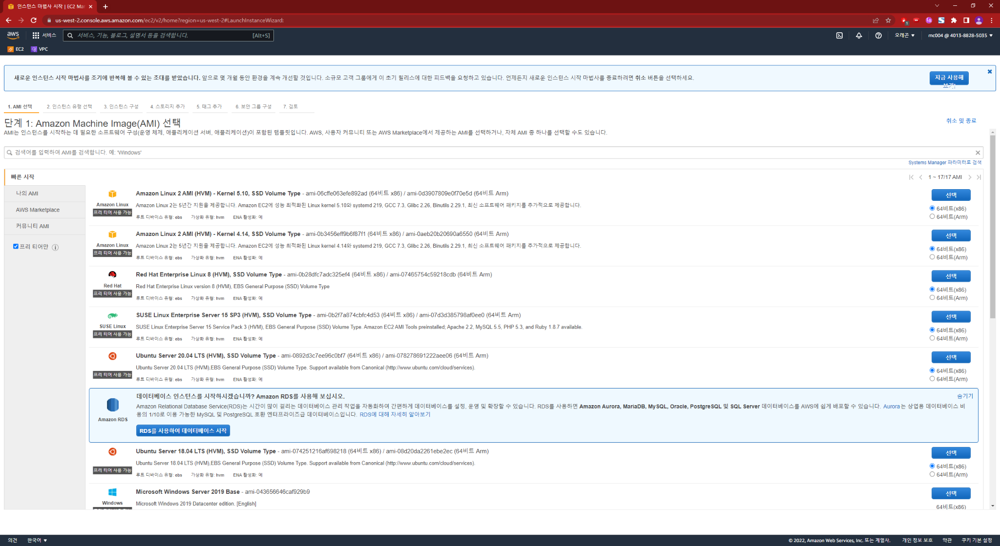 인스턴스 마법사 시작 | EC2 Mar
us-west-2.console.aws.amazon.com/ec2/v2/home?region=us-west-2#LaunchInstanceWizard:
1
aws
서비스
서비스, 기능, 블로그, 설명서 등을 검색합니다.
[Alt+S]
오레곤
mc004 @ 4013-8828-5035
EC2
VPC
새로운 인스턴스 시작 마법사를 조기에 반복해 볼 수 있는 초대를 받았습니다. 앞으로 몇 개월 동안 환경을 계속 개선할 것입니다. 소규모 고객 그룹에게 이 초기 릴리스에 대한 피드백을 요청하고 있습니다. 언제든지 새로운 인스턴스 시작 마법사를 종료하려면 취소 버튼을 선택하세요.
지금 사용해
보기!
1. AMI 선택
2. 인스턴스 유형 선택
3. 인스턴스 구성
4. 스토리지 추가
5. 태그 추가
6. 보안 그룹 구성
7. 검토
단계 1: Amazon Machine Image(AMI) 선택
취소 및 종료
AMI는 인스턴스를 시작하는 데 필요한 소프트웨어 구성(운영 체제, 애플리케이션 서버, 애플리케이션)이 포함된 템플릿입니다. AWS, 사용자 커뮤니티 또는 AWS Marketplace에서 제공하는 AMI를 선택하거나, 자체 AMI 중 하나를 선택할 수도 있습니다.
검색어를 입력하여 AMI를 검색합니다. 예: 'Windows'
Systems Manager 파라미터로 검색
빠른 시작
1 ~ 17/17 AMI
나의 AMI
AWS Marketplace
커뮤니티 AMI
프리 티어만
Amazon Linux
프리 티어 사용 가능
Amazon Linux 2 AMI (HVM) - Kernel 5.10, SSD Volume Type - ami-06cffe063efe892ad (64비트 x86) / ami-0d3907809e0f70e5d (64비트 Arm)
Amazon Linux 2는 5년간 지원을 제공합니다. Amazon EC2에 성능 최적화된 Linux kernel 5.10와 systemd 219, GCC 7.3, Glibc 2.26, Binutils 2.29.1, 최신 소프트웨어 패키지를 추가적으로 제공합니다.
루트 디바이스 유형: ebs 가상화 유형: hvm ENA 활성화: 예
선택
64비트(x86)
64비트(Arm)
Amazon Linux
프리 티어 사용 가능
Amazon Linux 2 AMI (HVM) - Kernel 4.14, SSD Volume Type - ami-0b3456eff9b6f87f1 (64비트 x86) / ami-0aeb20b20690a6550 (64비트 Arm)
Amazon Linux 2는 5년간 지원을 제공합니다. Amazon EC2에 성능 최적화된 Linux kernel 4.14와 systemd 219, GCC 7.3, Glibc 2.26, Binutils 2.29.1, 최신 소프트웨어 패키지를 추가적으로 제공합니다.
루트 디바이스 유형: ebs 가상화 유형: hvm ENA 활성화: 예
선택
64비트(x86)
64비트(Arm)
Red Hat
프리 티어 사용 가능
Red Hat Enterprise Linux 8 (HVM), SSD Volume Type - ami-0b28dfc7adc325ef4 (64비트 x86) / ami-07465754c59218cdb (64비트 Arm)
Red Hat Enterprise Linux version 8 (HVM), EBS General Purpose (SSD) Volume Type
루트 디바이스 유형: ebs 가상화 유형: hvm ENA 활성화: 예
선택
64비트(x86)
64비트(Arm)
SUSE Linux
프리 티어 사용 가능
SUSE Linux Enterprise Server 15 SP3 (HVM), SSD Volume Type - ami-0b2f7a874cbfc4d53 (64비트 x86) / ami-07d3d385798af0ee0 (64비트 Arm)
SUSE Linux Enterprise Server 15 Service Pack 3 (HVM), EBS General Purpose (SSD) Volume Type. Amazon EC2 AMI Tools preinstalled; Apache 2.2, MySQL 5.5, PHP 5.3, and Ruby 1.8.7 available.
루트 디바이스 유형: ebs 가상화 유형: hvm ENA 활성화: 예
선택
64비트(x86)
64비트(Arm)
프리 티어 사용 가능
Ubuntu Server 20.04 LTS (HVM), SSD Volume Type - ami-0892d3c7ee96c0bf7 (64비트 x86) / ami-078278691222aee06 (64비트 Arm)
Ubuntu Server 20.04 LTS (HVM),EBS General Purpose (SSD) Volume Type. Support available from Canonical (http://www.ubuntu.com/cloud/services).
루트 디바이스 유형: ebs 가상화 유형: hvm ENA 활성화: 예
선택
64비트(x86)
64비트(Arm)
데이터베이스 인스턴스를 시작하시겠습니까? Amazon RDS를 사용해 보십시오.
숨기기
Amazon RDS
Amazon Relational Database Service(RDS)는 시간이 많이 걸리는 데이터베이스 관리 작업을 자동화하여 간편하게 데이터베이스를 설정, 운영 및 확장할 수 있습니다. RDS를 사용하면 Amazon Aurora, MariaDB, MySQL, Oracle, PostgreSQL 및 SQL Server 데이터베이스를 AWS에 쉽게 배포할 수 있습니다. Aurora는 상업용 데이터베이스 비
용의 1/10로 이용 가능한 MySQL 및 PostgreSQL 호환 엔터프라이즈급 데이터베이스입니다. RDS에 대해 자세히 알아보기
RDS를 사용하여 데이터베이스 시작
프리 티어 사용 가능
Ubuntu Server 18.04 LTS (HVM), SSD Volume Type - ami-074251216af698218 (64비트 x86) / ami-08d20da2261ebe2ec (64비트 Arm)
Ubuntu Server 18.04 LTS (HVM),EBS General Purpose (SSD) Volume Type. Support available from Canonical (http://www.ubuntu.com/cloud/services).
루트 디바이스 유형: ebs 가상화 유형: hvm ENA 활성화: 예
선택
64비트(x86)
64비트(Arm)
Windows
Microsoft Windows Server 2019 Base - ami-043656646caf929b9
Microsoft Windows 2019 Datacenter edition. [English]
선택
64비트(x86)
의견
한국어
© 2022, Amazon Web Services, Inc. 또는 계열사.
개인 정보 보호
약관
쿠키 기본 설정